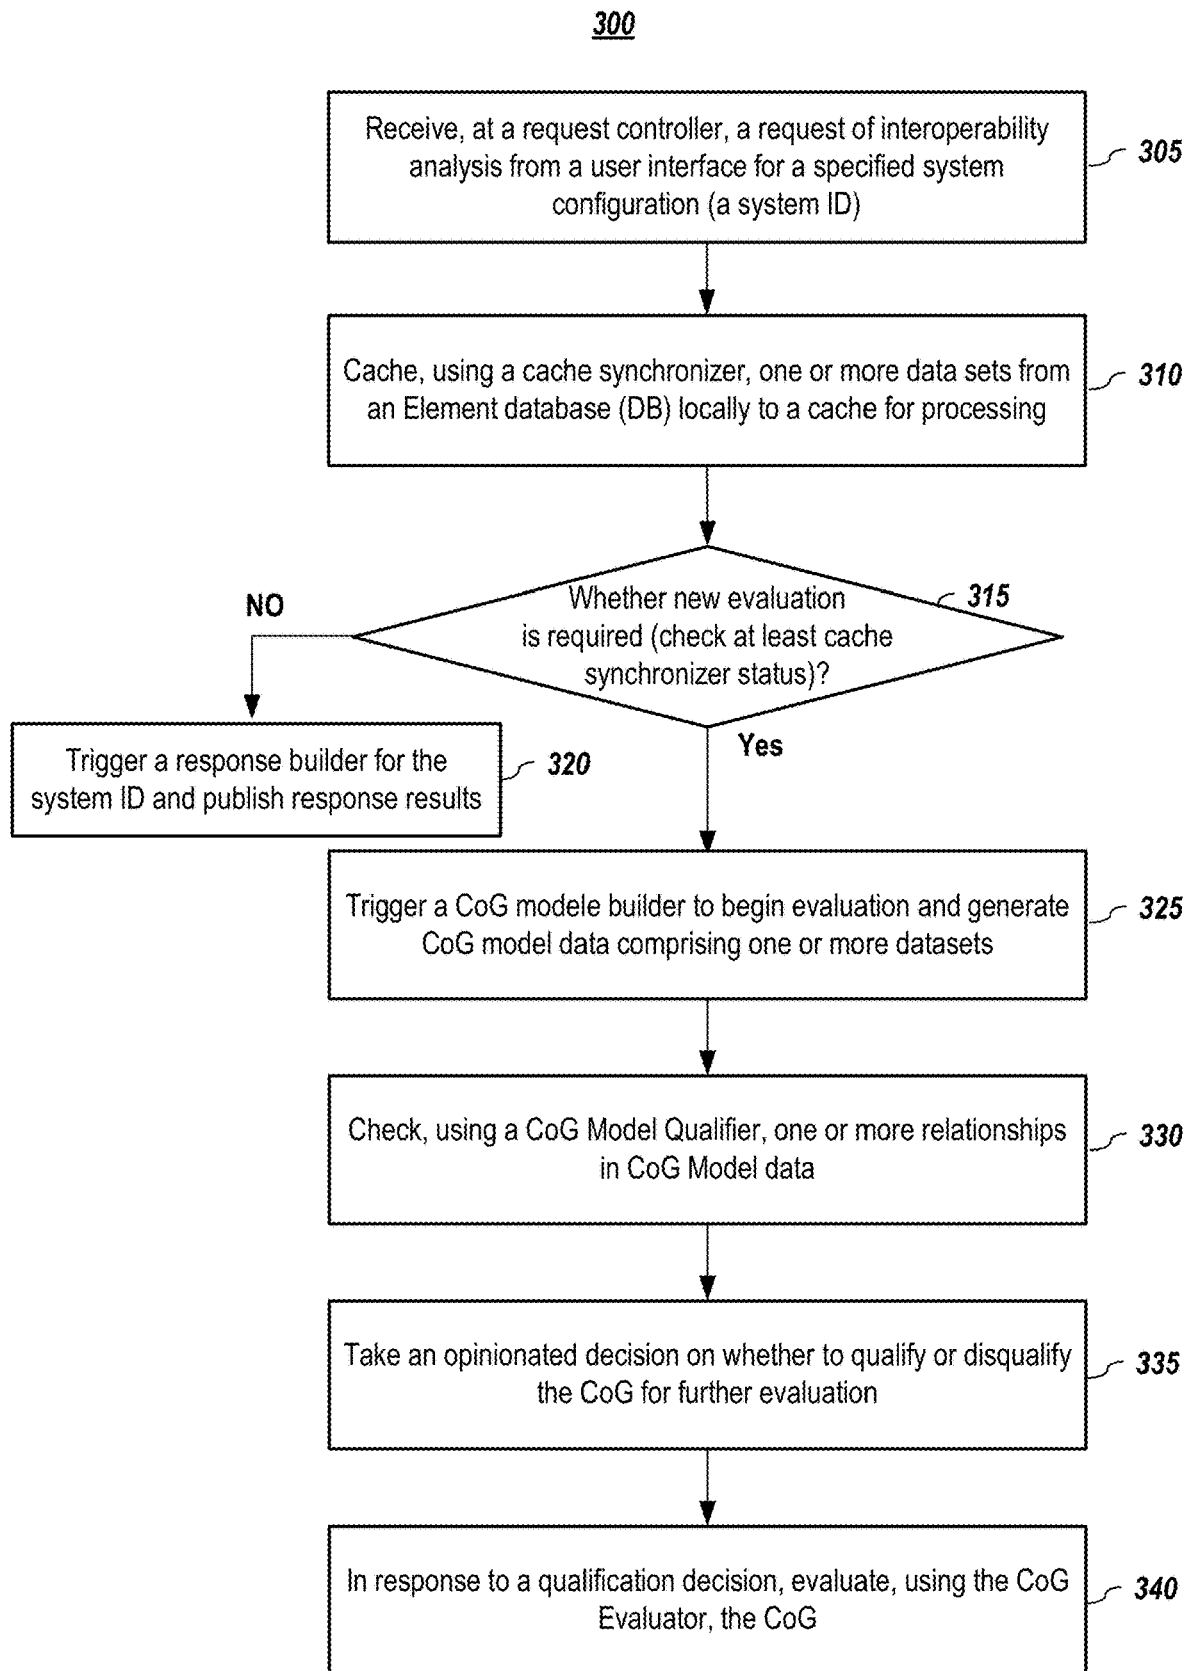 300
Receive, at a request controller, a request of interoperability
analysis from a user interface for a specified system
configuration (a system ID)
305
Cache, using a cache synchronizer, one or more data sets from
an Element database (DB) locally to a cache for processing
310
Whether new evaluation
is required (check at least cache
synchronizer status)?
315
NO
Trigger a response builder for the
system ID and publish response results
320
Yes
Trigger a CoG modele builder to begin evaluation and generate
CoG model data comprising one or more datasets
325
Check, using a CoG Model Qualifier, one or more relationships
in CoG Model data
330
Take an opinionated decision on whether to qualify or disqualify
the CoG for further evaluation
335
In response to a qualification decision, evaluate, using the CoG
Evaluator, the CoG
340